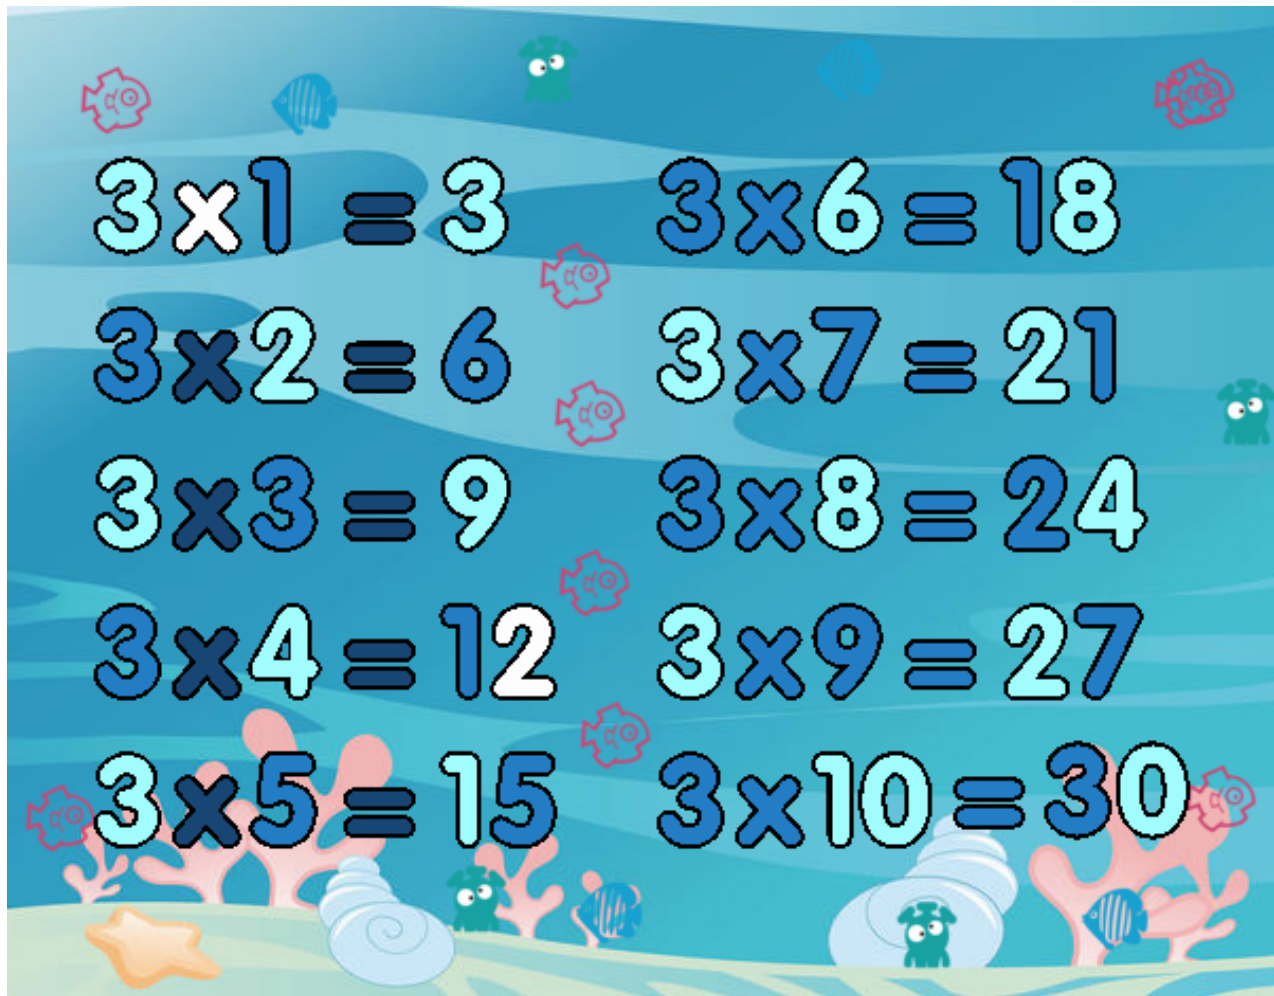 3x1 = 3
3x2 = 6
3x3 = 9
3x4 = 12
3x5 = 15
3x6 = 18
3x7 = 21
3x8 = 24
3x9 = 27
3x10 = 30